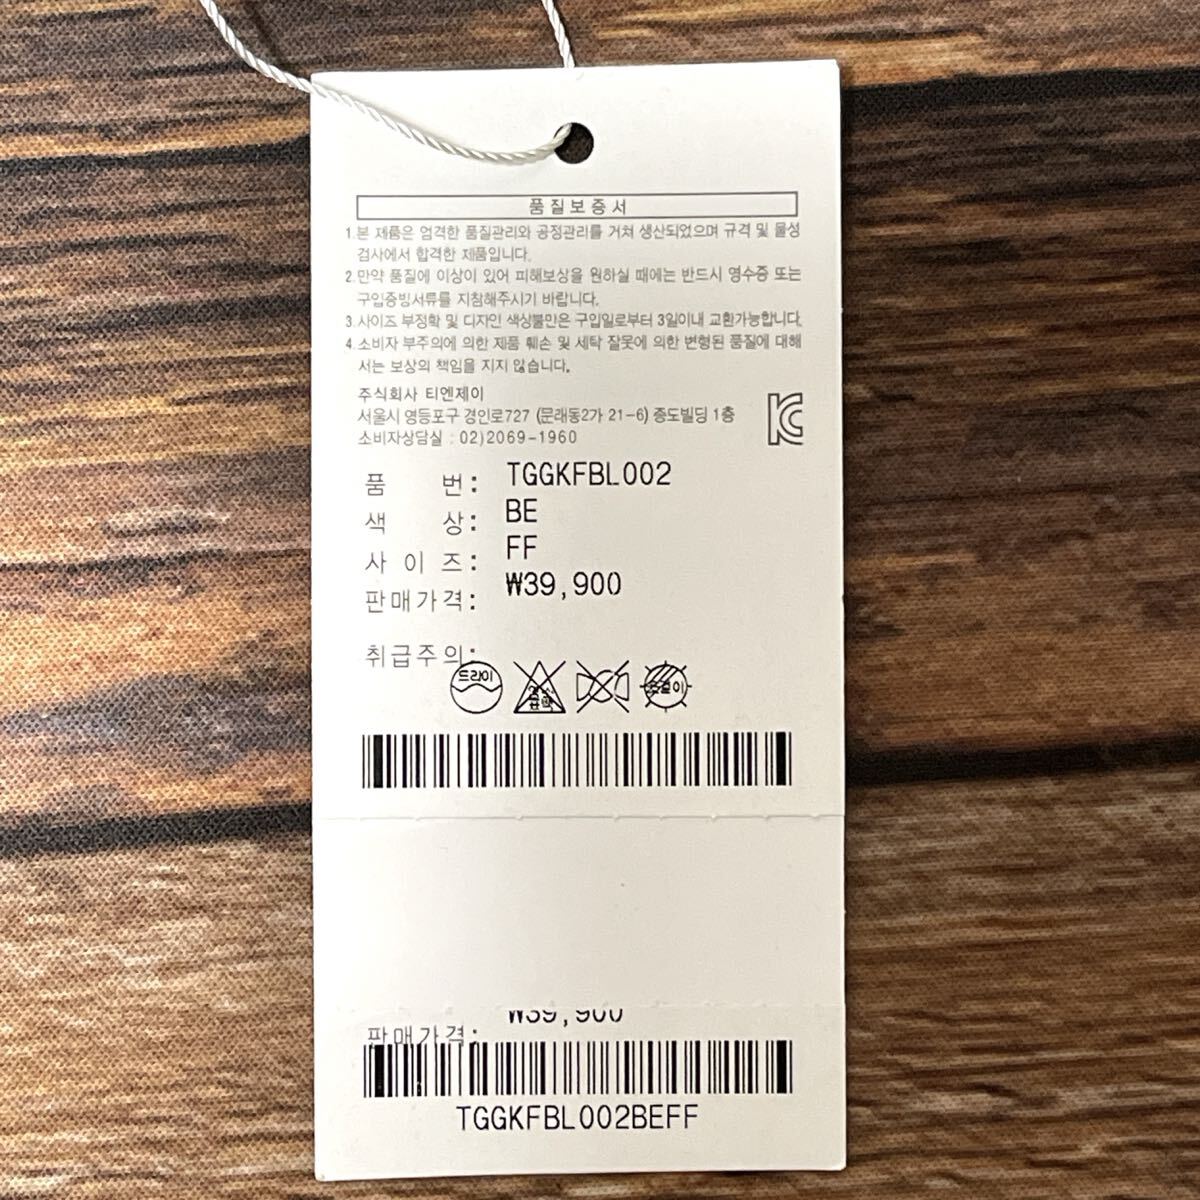 품질보증서
1.본 제품은 엄격한 품질관리와 공정관리를 거쳐 생산되었으며 규격 및 물성
검사에서 합격한 제품입니다.
2.만약 품질에 이상이 있어 피해보상을 원하실 때에는 반드시 영수증 또는
구입증빙서류를 지참해주시기 바랍니다.
3.사이즈 부정확 및 디자인 색상불만은 구입일로부터 3일이내 교환가능합니다.
4.소비자 부주의에 의한 제품 훼손 및 세탁 잘못에 의한 변형된 품질에 대해
서는 보상의 책임을 지지 않습니다.
주식회사 티엔제이
서울시 영등포구 경인로727 (문래동2가 21-6) 중도빌딩 1층
소비자상담실 : 02)2069-1960
품 번: TGGKFBL002
색 상: BE
사이즈: FF
판매가격: ₩39,900
취급주의:
드라이
₩39,900
판매가격:
TGGKFBL002BEFF